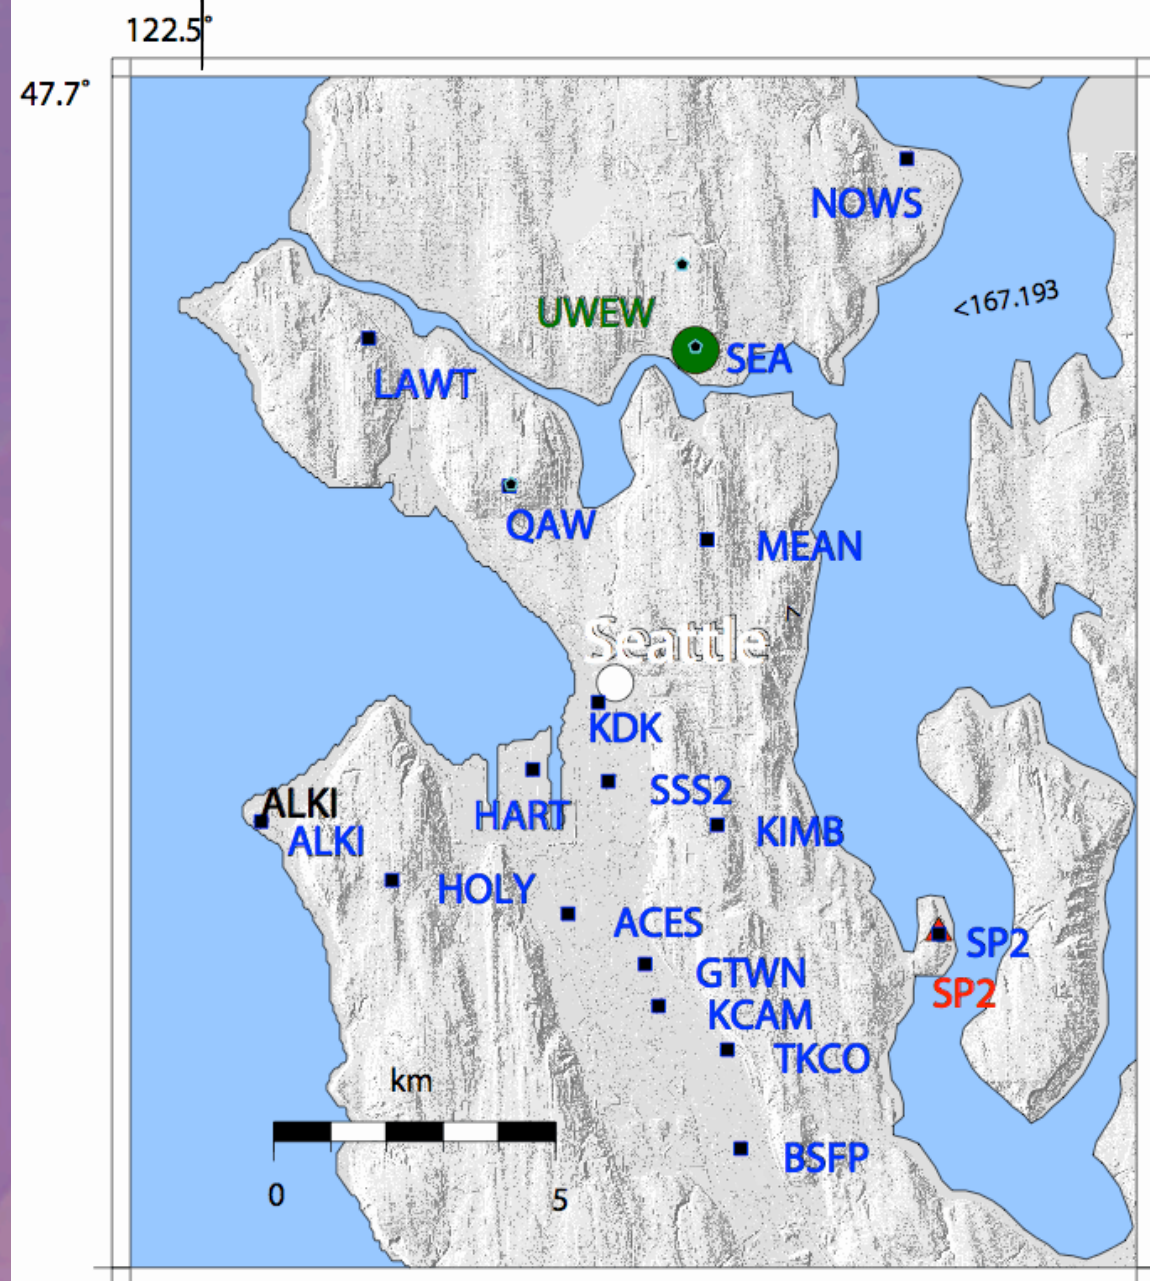 122.5°
47.7°
NOWS
<167.193
UWEW
SEA
LAWT
QAW
MEAN
Seattle
KDK
SSS2
ALKI
HART
KIMB
ALKI
HOLY
ACES
SP2
GTWN
SP2
KCAM
TKCO
km
BSFP
0 5